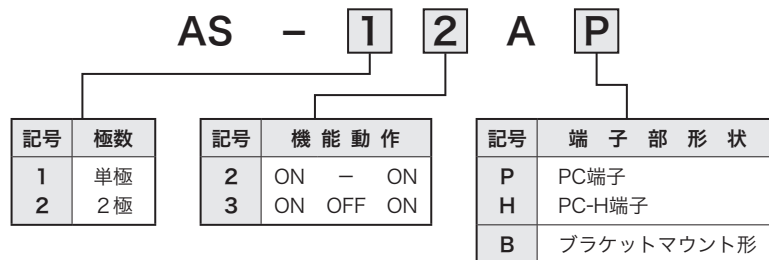 AS - 1 2 A P
記号 極数
1 単極
2 2極
記号 機能動作
2 ON － ON
3 ON OFF ON
記号 端子部形状
P PC端子
H PC-H端子
B ブラケットマウント形